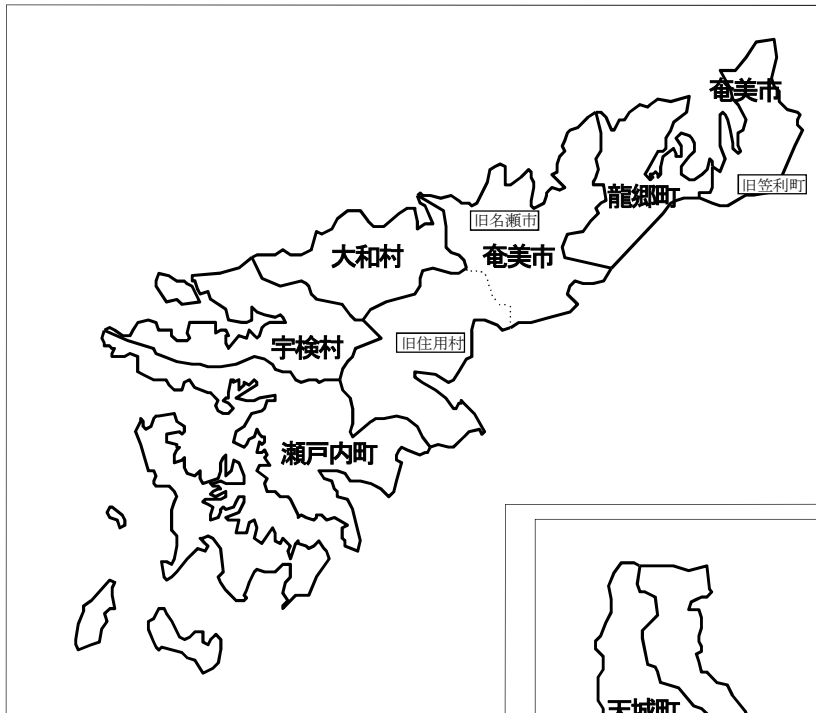 奄美市
旧笠利町
龍郷町
旧名瀬市
奄美市
大和村
旧住用村
宇検村
瀬戸内町
天城町